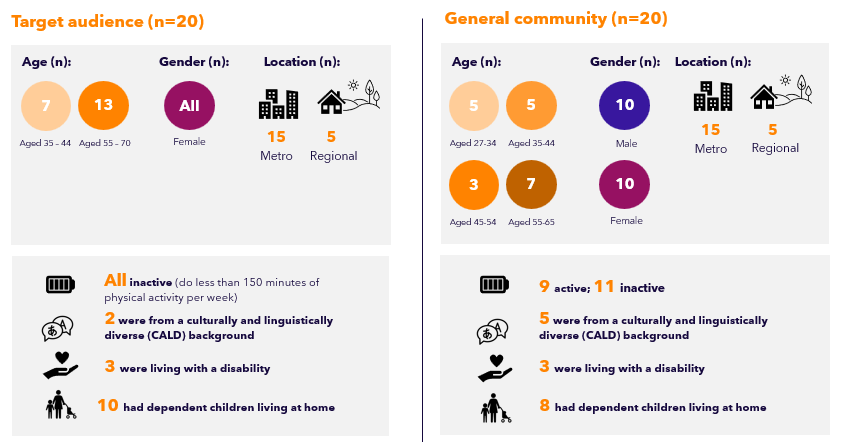 Target audience (n=20)
Age (n):
Gender (n):
Location (n):
7
13
All
Aged 35 – 44
Aged 55 – 70
Female
15
Metro
5
Regional
All inactive (do less than 150 minutes of
physical activity per week)
2 were from a culturally and linguistically
diverse (CALD) background
3 were living with a disability
10 had dependent children living at home
General community (n=20)
Age (n):
Gender (n):
Location (n):
5
5
10
Aged 27-34
Aged 35-44
Male
15
Metro
5
Regional
3
7
10
Aged 45-54
Aged 55-65
Female
9 active; 11 inactive
5 were from a culturally and linguistically
diverse (CALD) background
3 were living with a disability
8 had dependent children living at home
あ A
あ A